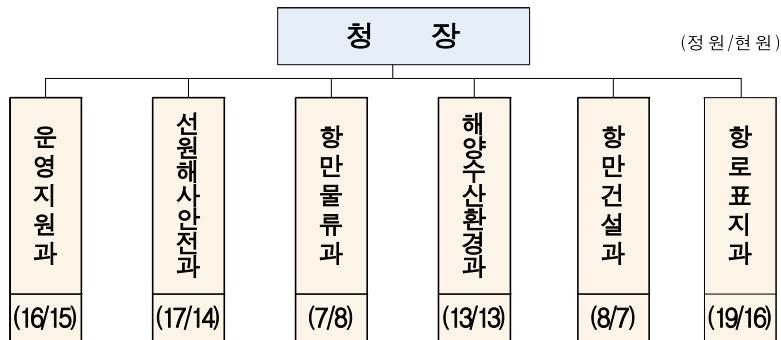 청 장
(정원/현원)
운영지원과
선원해사안전과
항만물류과
해양수산환경과
항만건설과
항로표지과
(16/15)
(17/14)
(7/8)
(13/13)
(8/7)
(19/16)